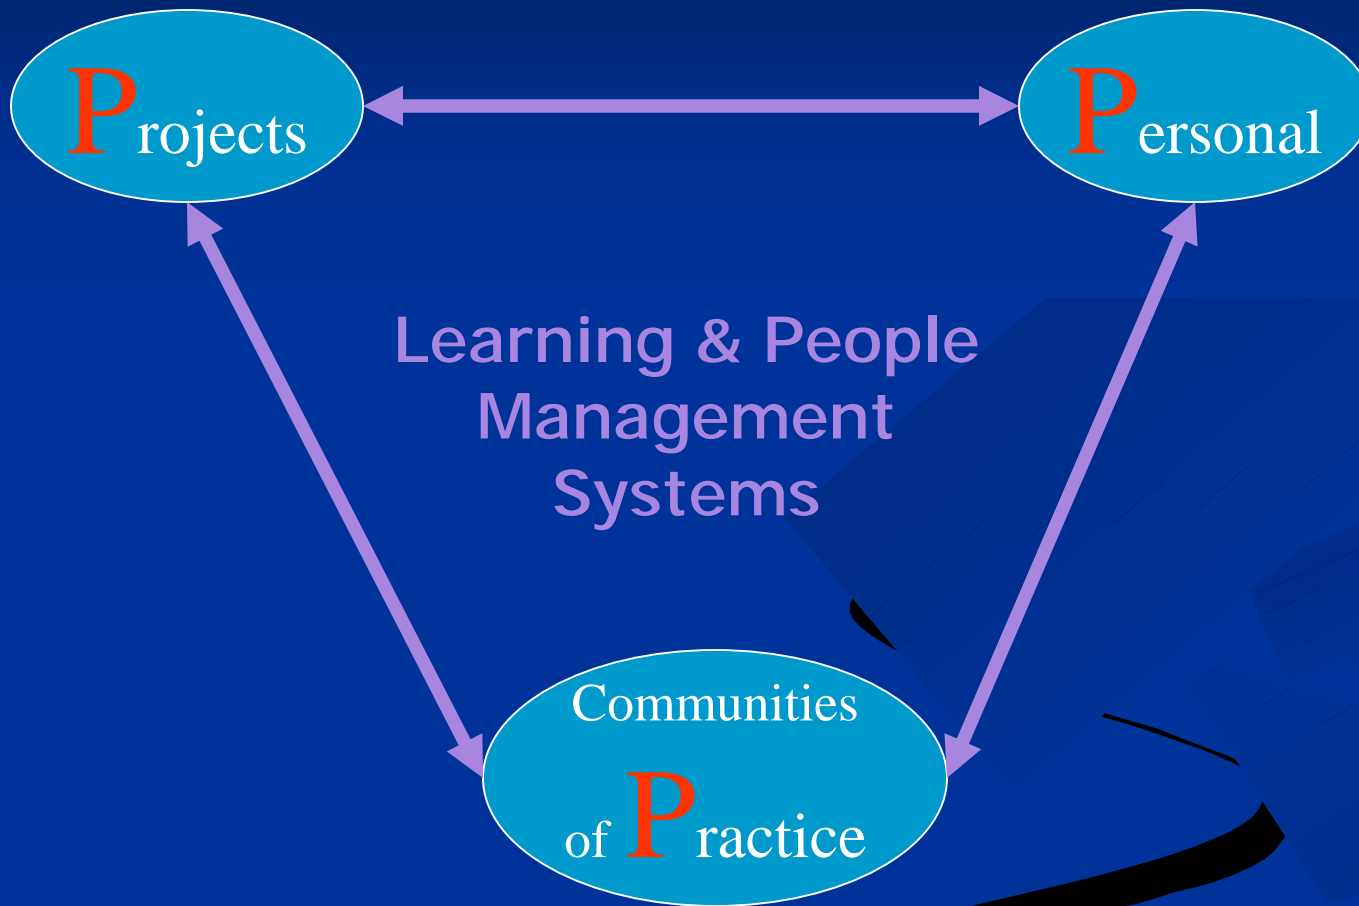 Projects
Personal
Learning & People
Management
Systems
Communities
of Practice